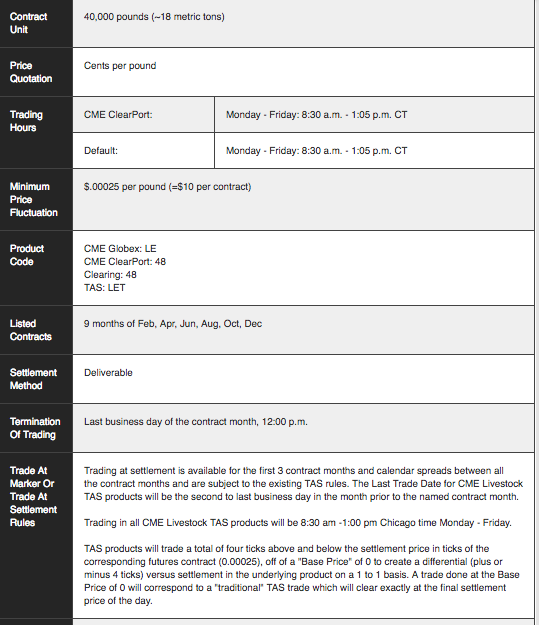 Contract
Unit
40,000 pounds (~18 metric tons)
Price
Quotation
Cents per pound
Trading
Hours
CME ClearPort:
Monday - Friday: 8:30 a.m. - 1:05 p.m. CT
Default:
Monday - Friday: 8:30 a.m. - 1:05 p.m. CT
Minimum
Price
Fluctuation
$.00025 per pound (=$10 per contract)
Product
Code
CME Globex: LE
CME ClearPort: 48
Clearing: 48
TAS: LET
Listed
Contracts
9 months of Feb, Apr, Jun, Aug, Oct, Dec
Settlement
Method
Deliverable
Termination
Of Trading
Last business day of the contract month, 12:00 p.m.
Trade At
Marker Or
Trade At
Settlement
Rules
Trading at settlement is available for the first 3 contract months and calendar spreads between all
the contract months and are subject to the existing TAS rules. The Last Trade Date for CME Livestock
TAS products will be the second to last business day in the month prior to the named contract month.
Trading in all CME Livestock TAS products will be 8:30 am -1:00 pm Chicago time Monday - Friday.
TAS products will trade a total of four ticks above and below the settlement price in ticks of the
corresponding futures contract (0.00025), off of a "Base Price" of 0 to create a differential (plus or
minus 4 ticks) versus settlement in the underlying product on a 1 to 1 basis. A trade done at the Base
Price of 0 will correspond to a "traditional" TAS trade which will clear exactly at the final settlement
price of the day.